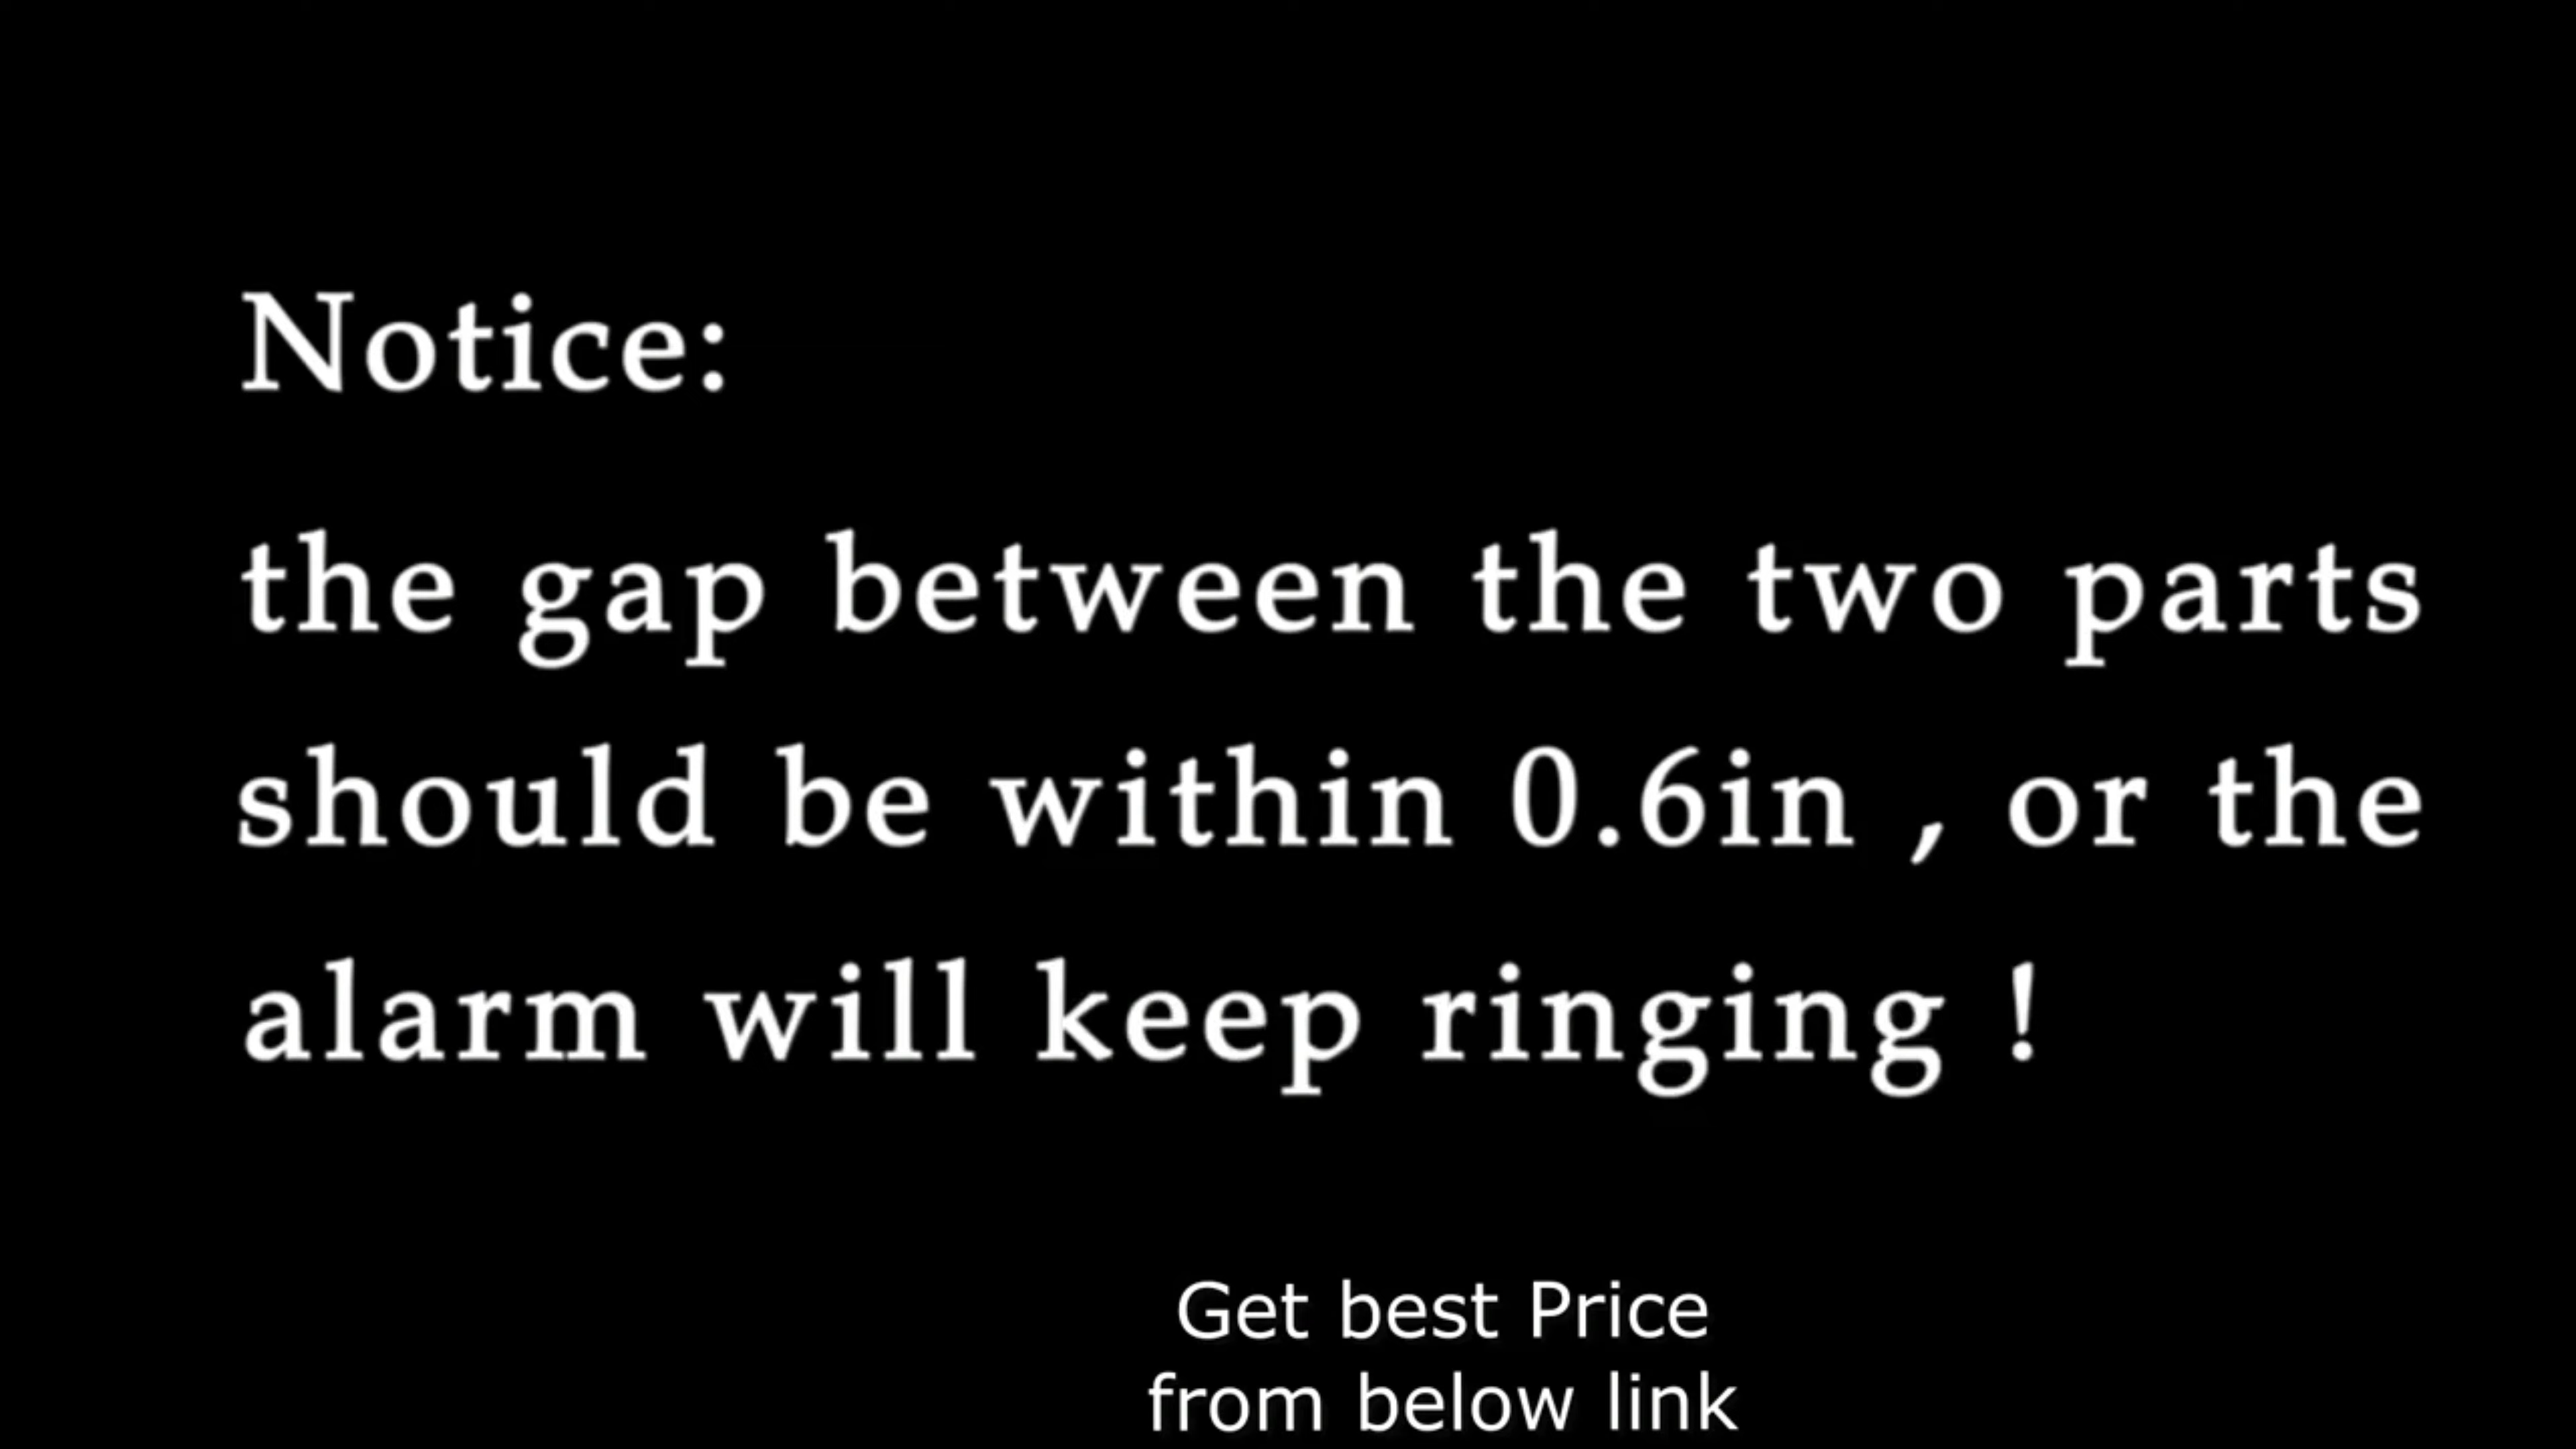 Notice:
the gap between the two parts
should be within 0.6in , or the
alarm will keep ringing !
Get best Price
from below link